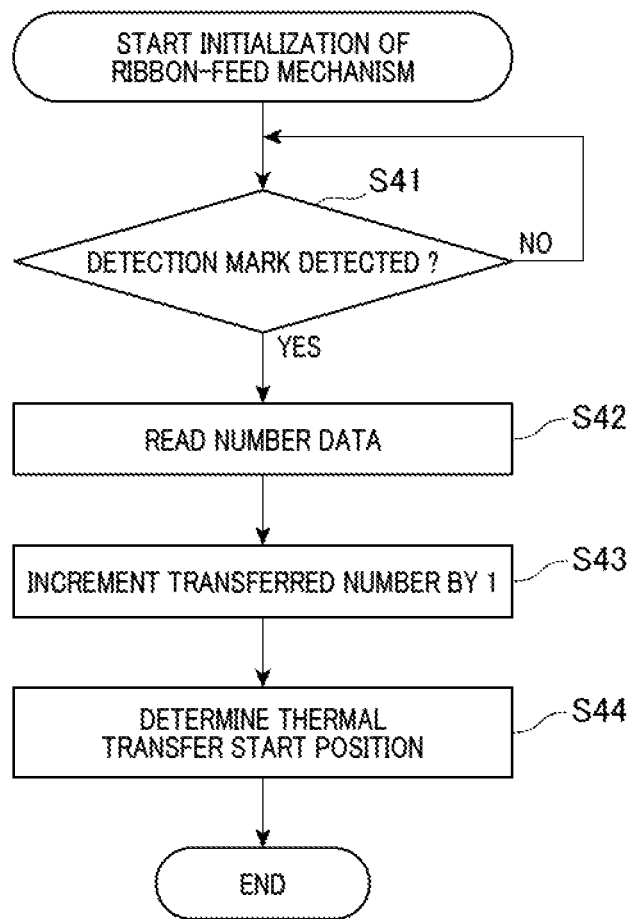 START INITIALIZATION OF
RIBBON-FEED MECHANISM
S41
DETECTION MARK DETECTED ?
NO
YES
READ NUMBER DATA
S42
INCREMENT TRANSFERRED NUMBER BY 1
S43
DETERMINE THERMAL
TRANSFER START POSITION
S44
END